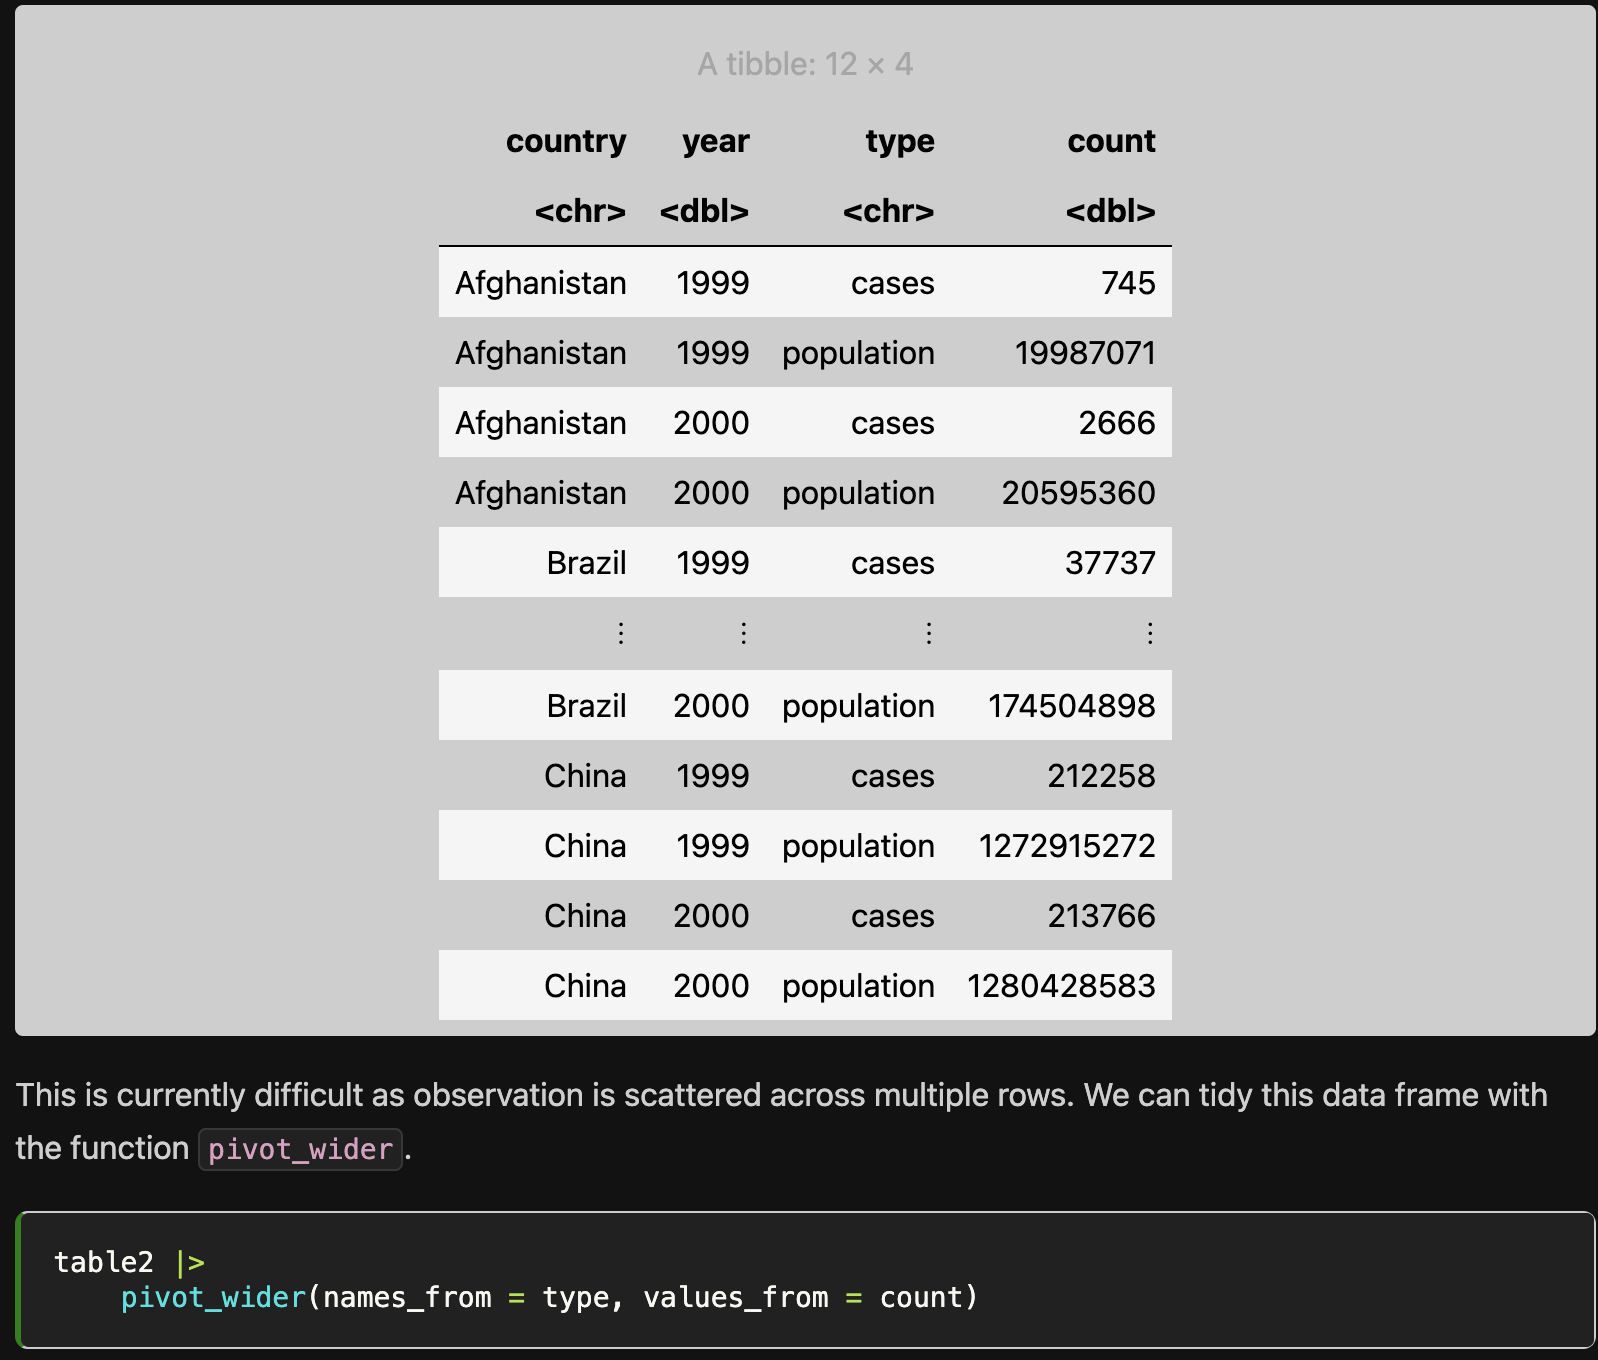 A tibble: 12 × 4
country year type count
<chr> <dbl> <chr> <dbl>
Afghanistan 1999 cases 745
Afghanistan 1999 population 19987071
Afghanistan 2000 cases 2666
Afghanistan 2000 population 20595360
Brazil 1999 cases 37737
⋮ ⋮ ⋮ ⋮
Brazil 2000 population 174504898
China 1999 cases 212258
China 1999 population 1272915272
China 2000 cases 213766
China 2000 population 1280428583
This is currently difficult as observation is scattered across multiple rows. We can tidy this data frame with
the function pivot_wider.
table2 |>
    pivot_wider(names_from = type, values_from = count)